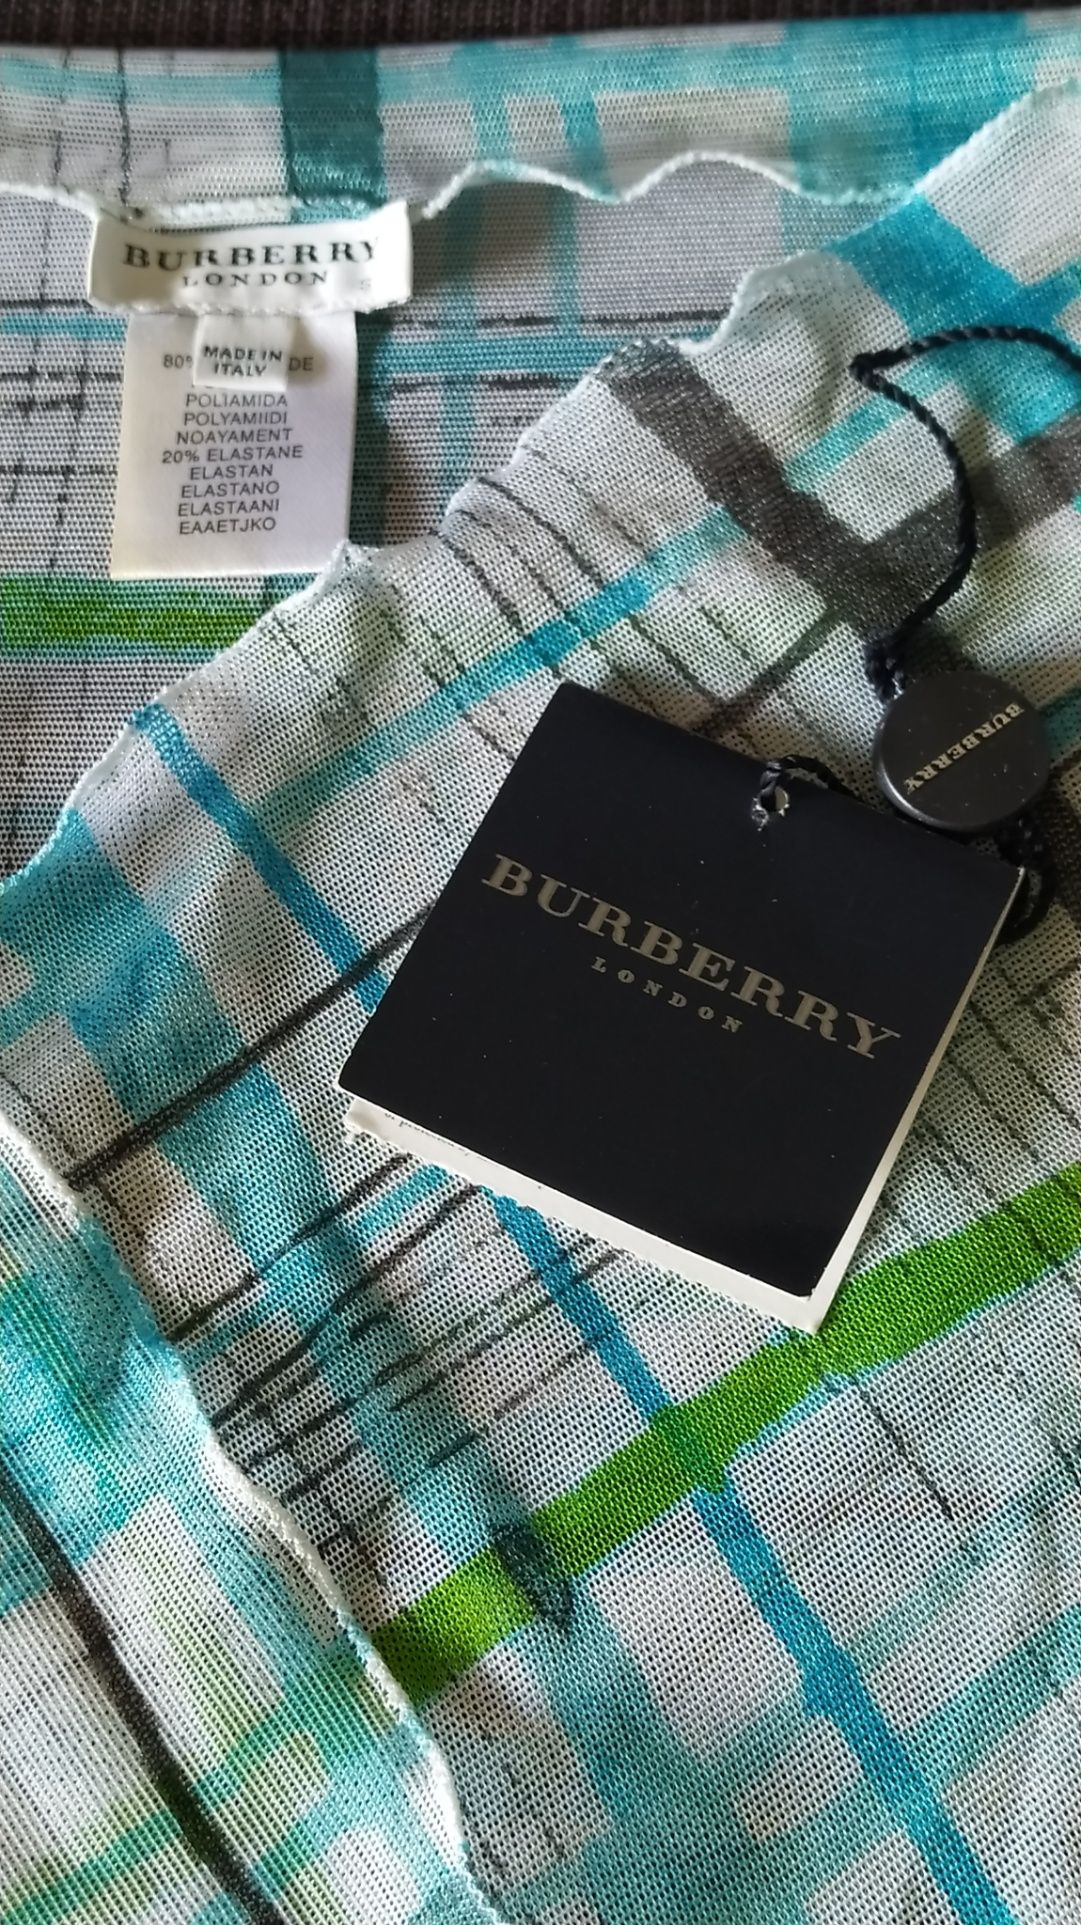 BURBERRY
LONDON
S
MADE IN
ITALY
80% DE
POLIAMIDA
POLYAMIIDI
NOAYAMENT
20% ELASTANE
ELASTAN
ELASTANO
ELASTAANI
EAAETJKO
BURBERRY
BURBERRY
LONDON